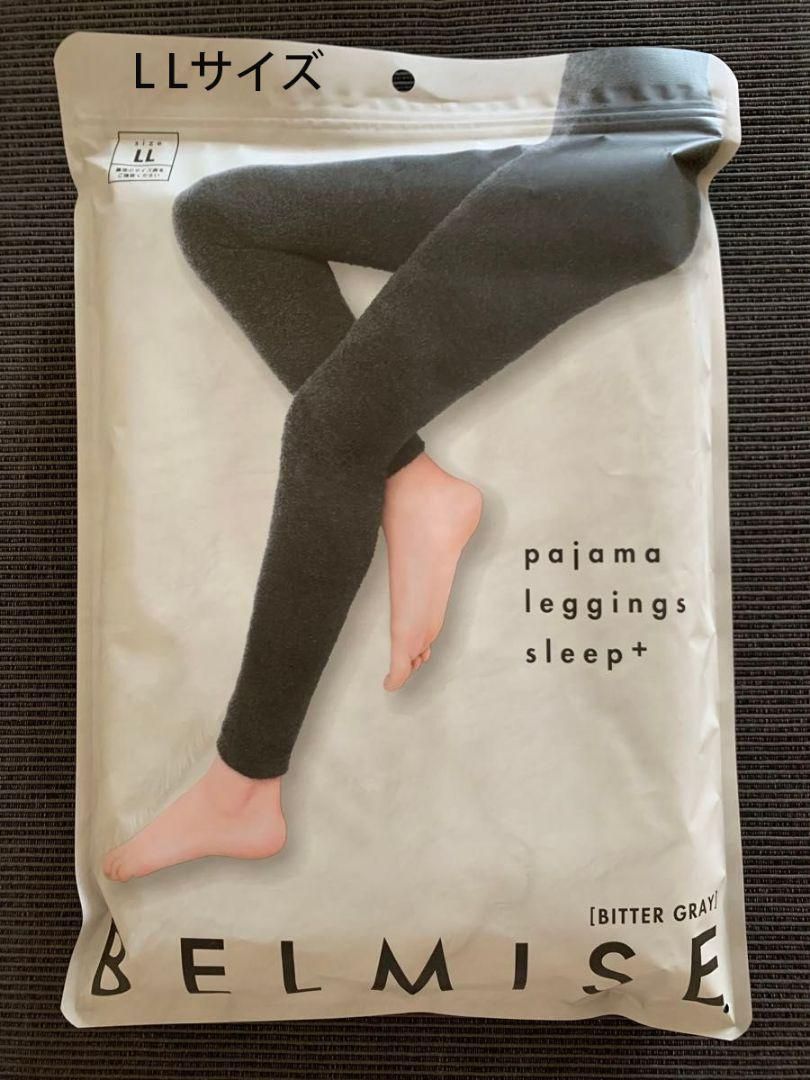 LLサイズ
size
LL
pajama
leggings
sleep+
[BITTER GRAY]
BELMISE.